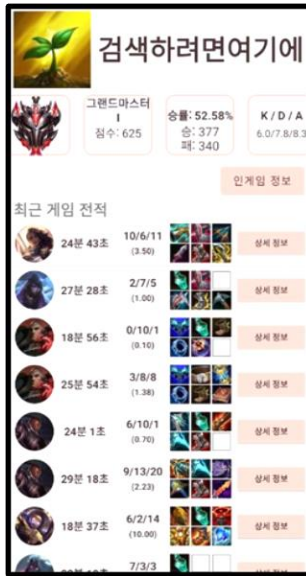 검색하려면여기에
그랜드마스터
I
점수: 625
승률: 52.58%
승: 377
패: 340
K / D / A
6.0/7.8/8.3
인게임 정보
최근 게임 전적
24분 43초 10/6/11 상세 정보
(3.50)
27분 28초 2/7/5 상세 정보
(1.00)
18분 56초 0/10/1 상세 정보
(0.10)
25분 54초 3/8/8 상세 정보
(1.38)
24분 1초 6/10/1 상세 정보
(0.70)
29분 18초 9/13/20 상세 정보
(2.23)
18분 37초 6/2/14 상세 정보
(10.00)
7/3/3